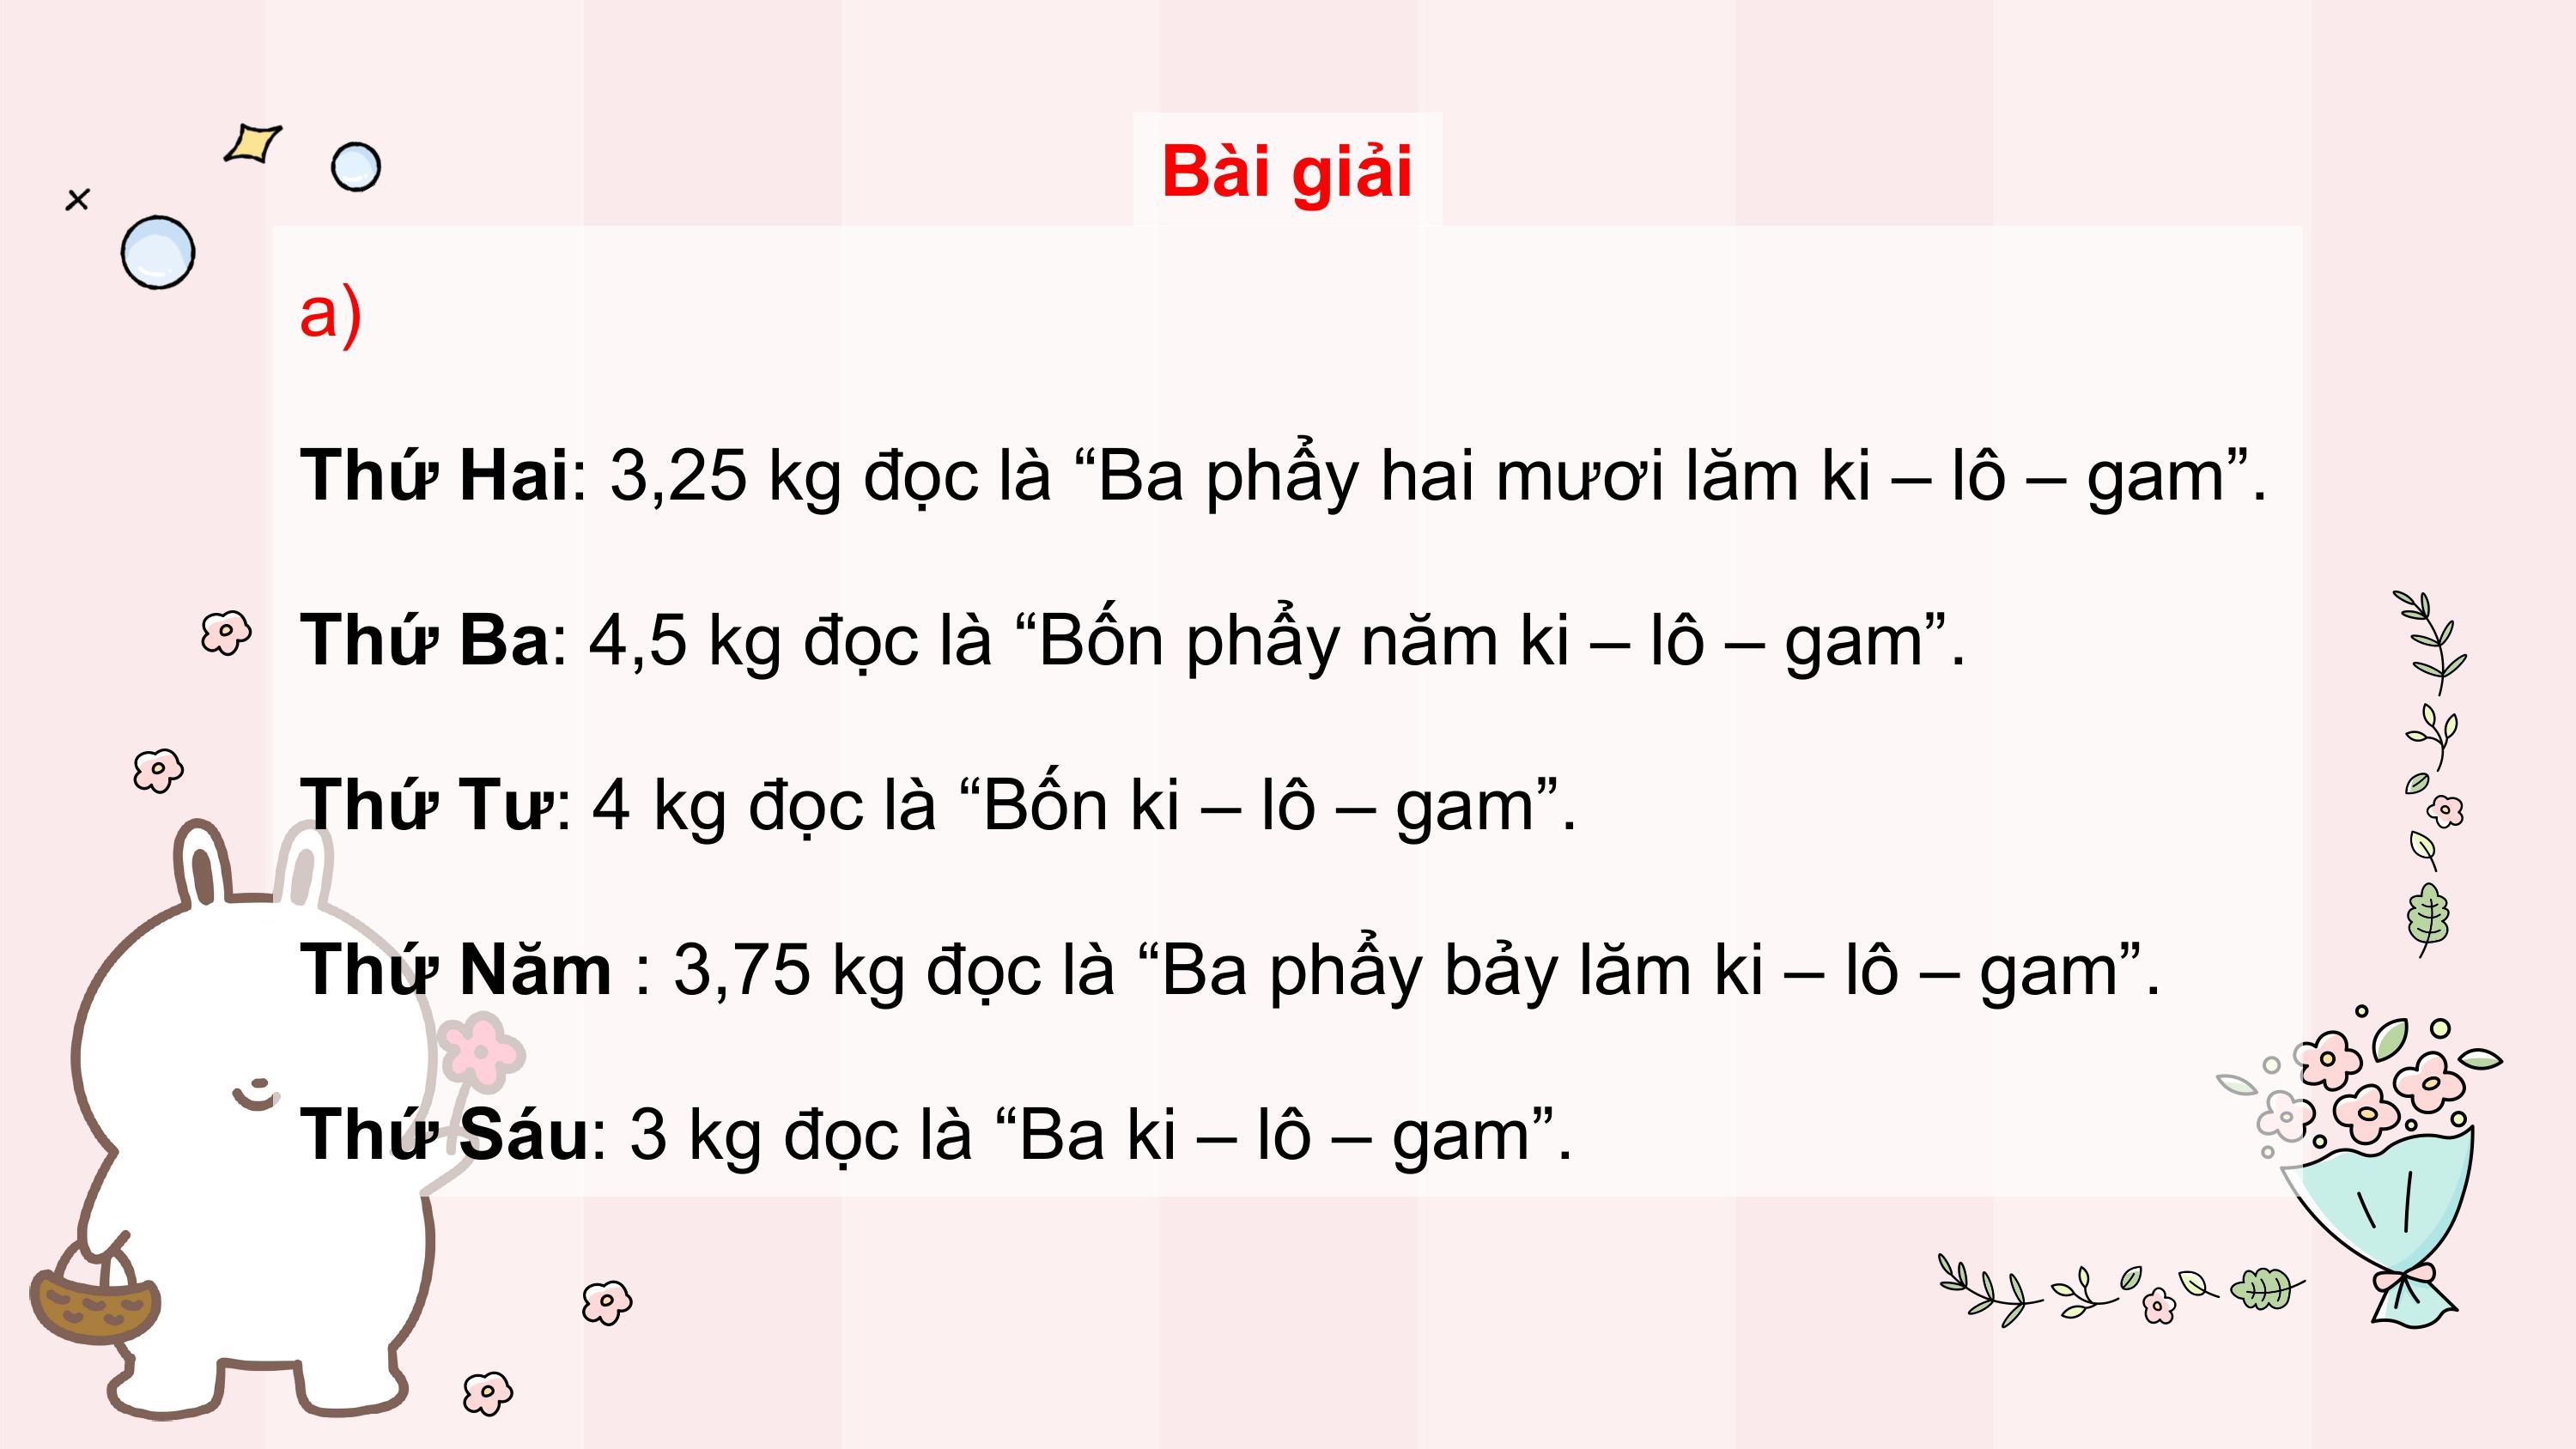 Bài giải
a)
Thứ Hai: 3,25 kg đọc là “Ba phẩy hai mươi lăm ki – lô – gam”.
Thứ Ba: 4,5 kg đọc là “Bốn phẩy năm ki – lô – gam”.
Thứ Tư: 4 kg đọc là “Bốn ki – lô – gam”.
Thứ Năm : 3,75 kg đọc là “Ba phẩy bảy lăm ki – lô – gam”.
Thứ Sáu: 3 kg đọc là “Ba ki – lô – gam”.